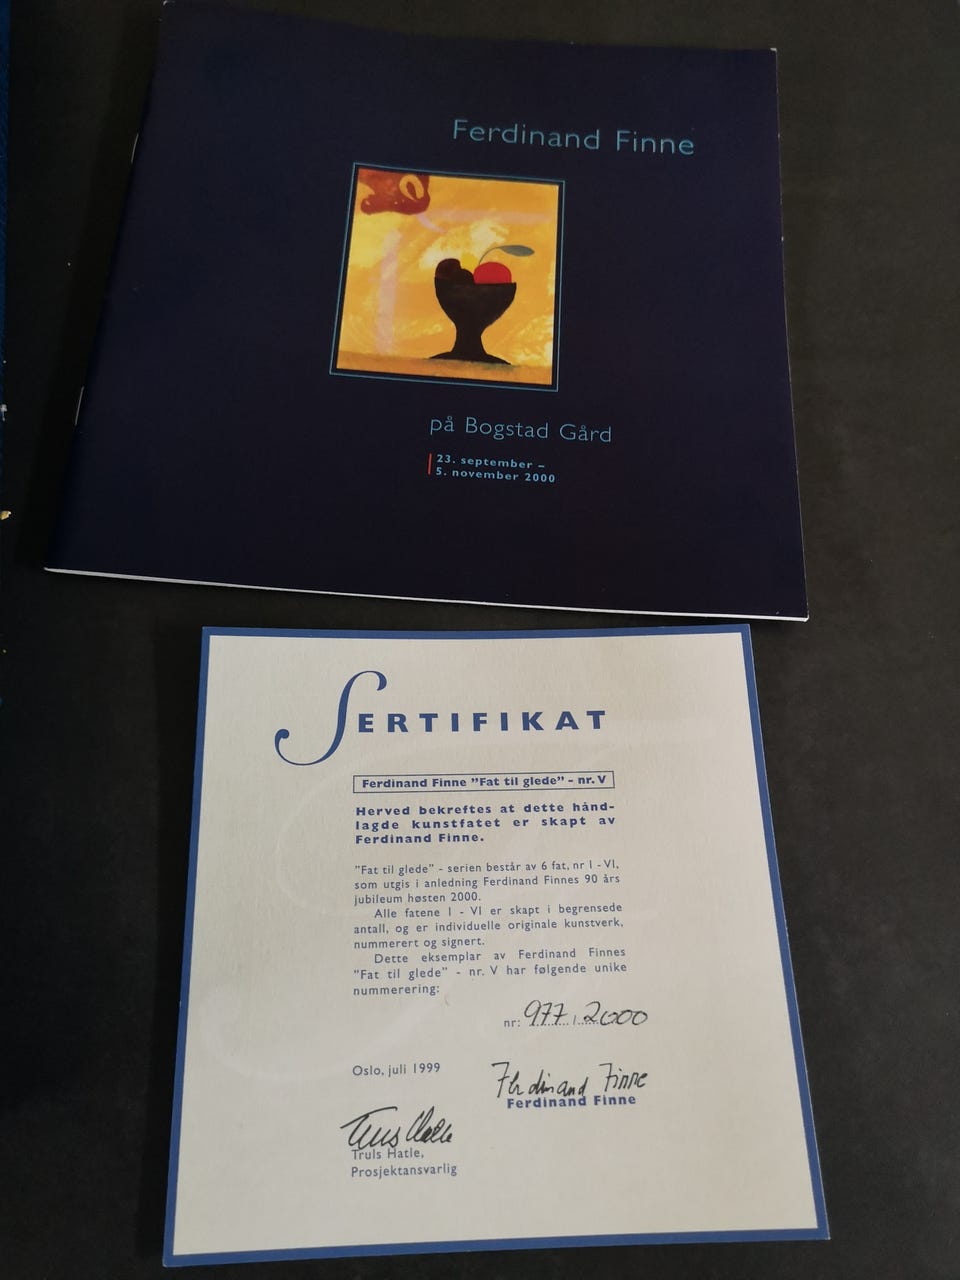 Ferdinand Finne
på Bogstad Gård
23. september –
5. november 2000
SERTIFIKAT
Ferdinand Finne "Fat til glede" - nr. V
Herved bekreftes at dette hånd-
lagde kunstfatet er skapt av
Ferdinand Finne.
"Fat til glede" - serien består av 6 fat, nr I - VI,
som utgis i anledning Ferdinand Finnes 90 års
jubileum høsten 2000.
Alle fatene I - VI er skapt i begrensede
antall, og er individuelle originale kunstverk,
nummerert og signert.
Dette eksemplar av Ferdinand Finnes
"Fat til glede" - nr. V har følgende unike
nummerering:
nr: 977 / 2000
Oslo, juli 1999
Ferdinand Finne
Ferdinand Finne
Truls Hatle
Truls Hatle,
Prosjektansvarlig